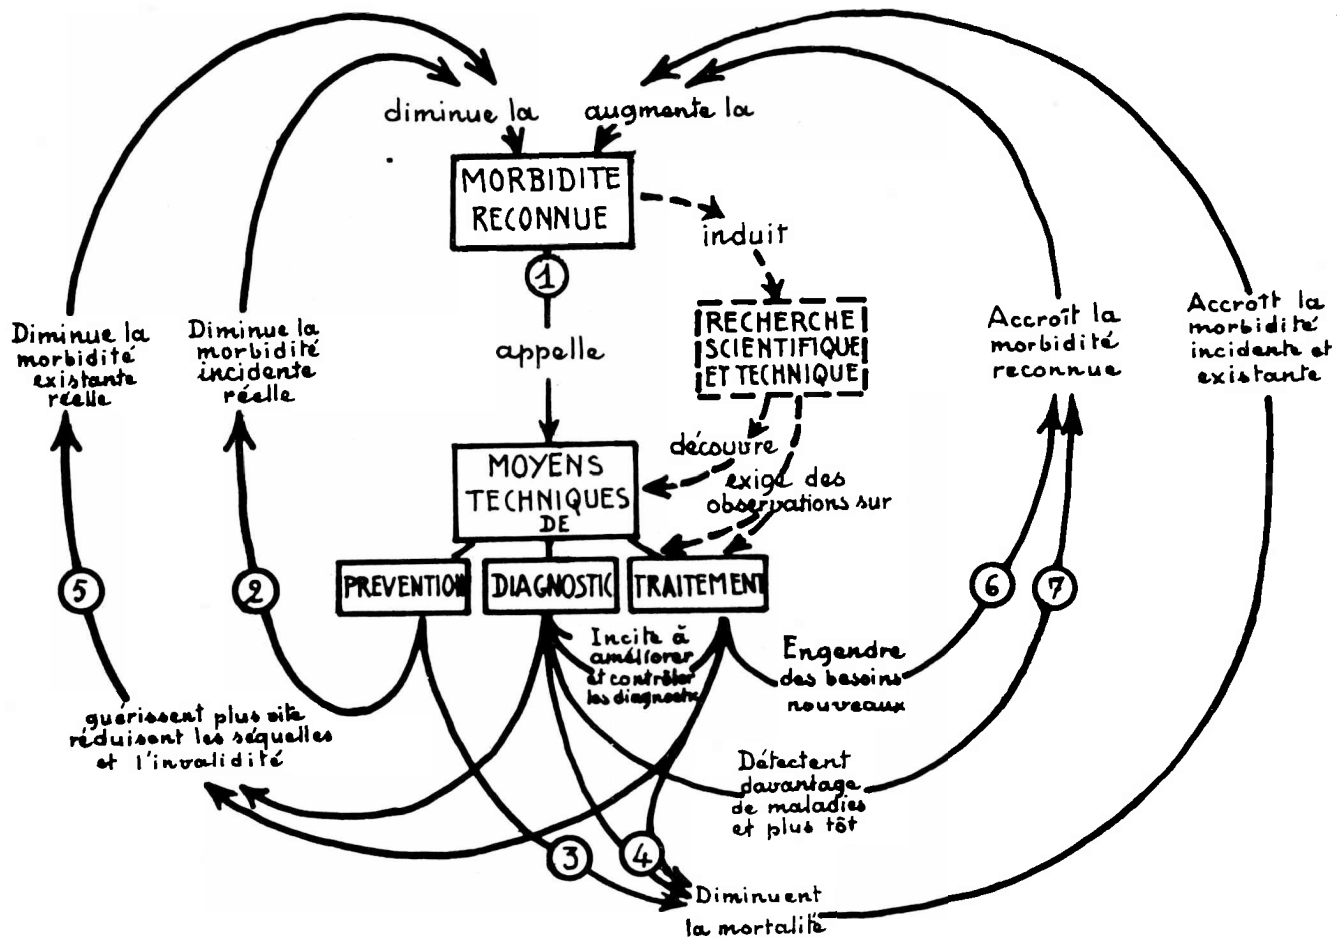 diminue la
augmente la
MORBIDITE
RECONNUE
induit
1
RECHERCHE
SCIENTIFIQUE
ET TECHNIQUE
appelle
Diminue la
morbidité
existante
réelle
Diminue la
morbidité
incidente
réelle
Accroît la
morbidité
reconnue
Accroît la
morbidité
incidente et
existante
découvre
exige des
observations sur
MOYENS
TECHNIQUES
DE
PREVENTION
DIAGNOSTIC
TRAITEMENT
5
2
6
7
Incite à
améliorer
et contrôler
les diagnostic
Engendre
des besoins
nouveaux
guérissent plus vite
réduisent les séquelles
et l'invalidité
Détectent
davantage
de maladies
et plus tôt
3
4
Diminuent
la mortalité